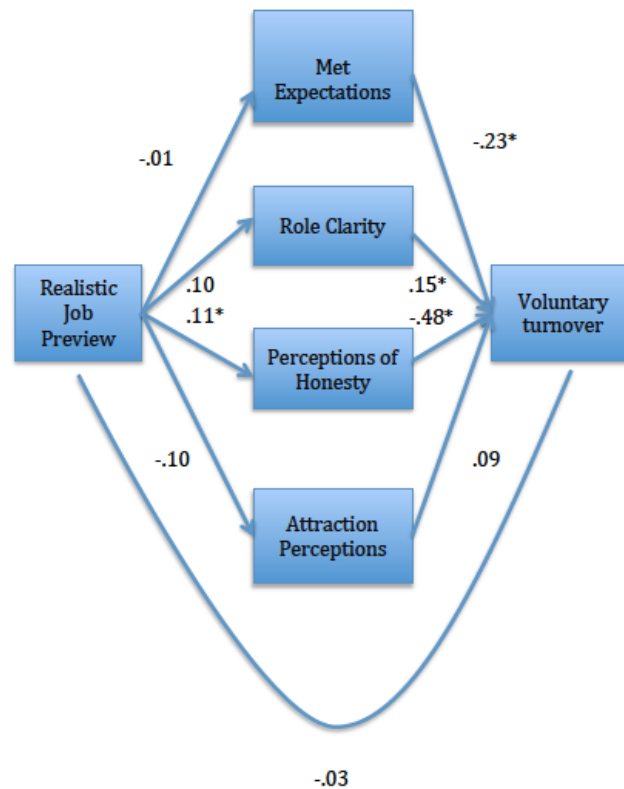 Met
Expectations
-.01
-.23*
Role Clarity
Realistic
Job
Preview
.10
.15*
.11*
-.48*
Voluntary
turnover
Perceptions of
Honesty
-.10
.09
Attraction
Perceptions
-.03